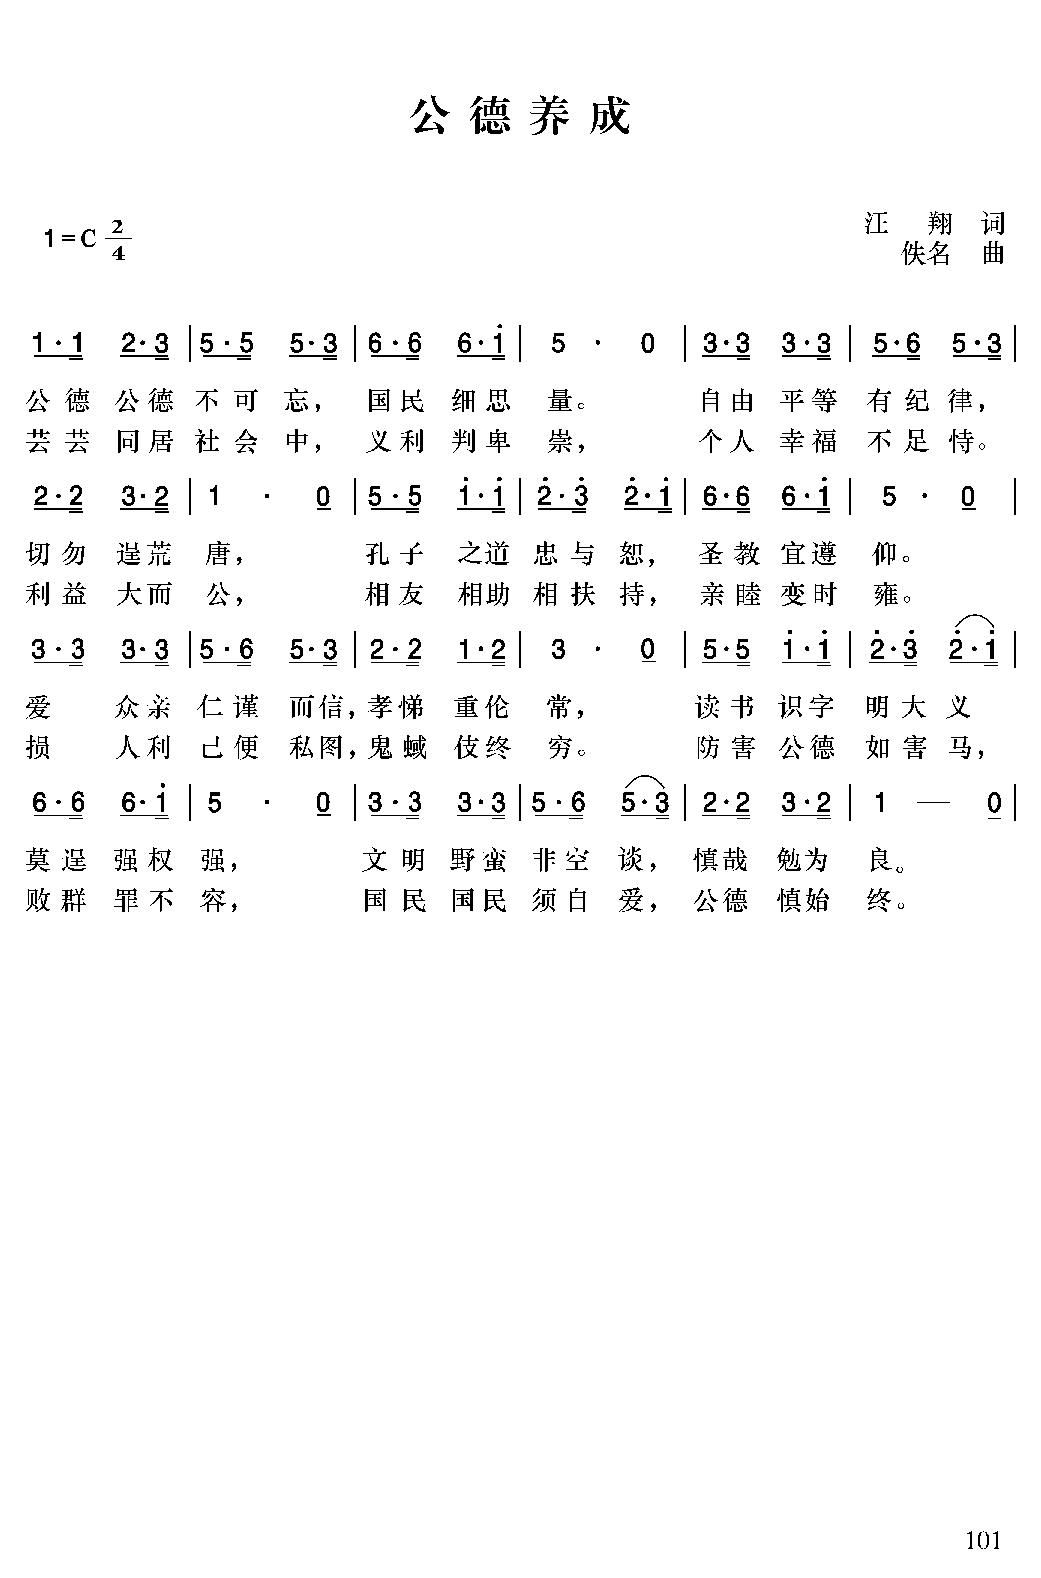 公德养成
1=C 2/4
汪 翔 词
佚名 曲
1·1 2·3 | 5·5 5·3 | 6·6 6·i | 5 · 0 | 3·3 3·3 | 5·6 5·3 |
公德 公德 不可 忘， 国民 细思 量。 自由 平等 有纪 律，
芸芸 同居 社会 中， 义利 判卑 崇， 个人 幸福 不足 恃。
2·2 3·2 | 1 · 0 | 5·5 i·i | 2̇·3̇ 2̇·i | 6·6 6·i | 5 · 0 |
切勿 逞荒 唐， 孔子 之道 忠与 恕， 圣教 宜遵 仰。
利益 大而 公， 相友 相助 相扶 持， 亲睦 变时 雍。
3·3 3·3 | 5·6 5·3 | 2·2 1·2 | 3 · 0 | 5·5 i·i | 2̇·3̇ 2̇·i |
爱 众亲 仁谨 而信，孝悌 重伦 常， 读书 识字 明大 义
损 人利 己便 私图，鬼蜮 伎终 穷。 防害 公德 如害 马，
6·6 6·i | 5 · 0 | 3·3 3·3 | 5·6 5·3 | 2·2 3·2 | 1 — 0 |
莫逞 强权 强， 文明 野蛮 非空 谈， 慎哉 勉为 良。
败群 罪不 容， 国民 国民 须自 爱， 公德 慎始 终。
101